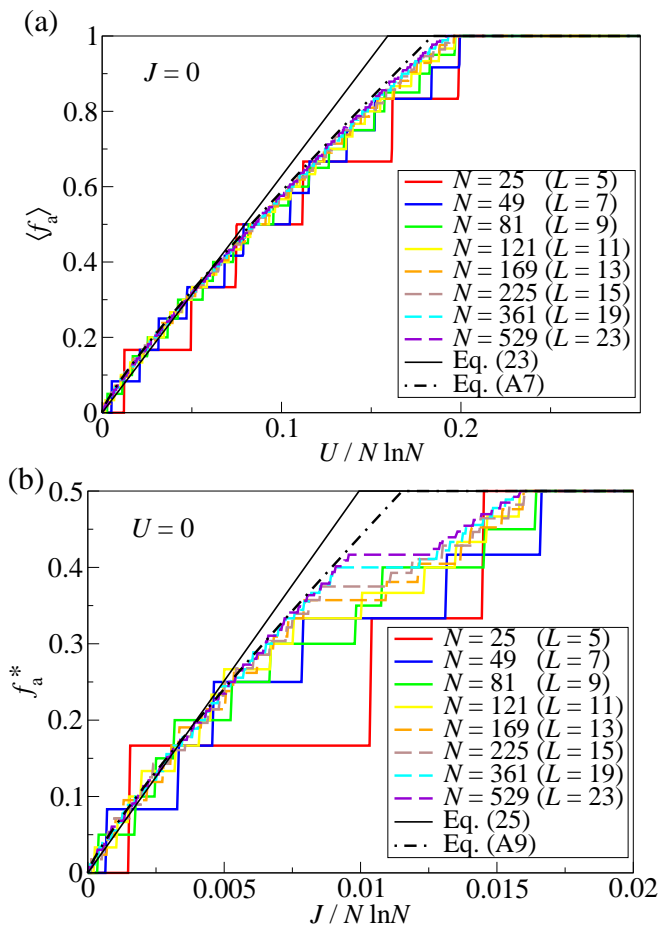 (a)
J = 0
1
0.8
0.6
0.4
0.2
0
⟨f_a⟩
N = 25 (L = 5)
N = 49 (L = 7)
N = 81 (L = 9)
N = 121 (L = 11)
N = 169 (L = 13)
N = 225 (L = 15)
N = 361 (L = 19)
N = 529 (L = 23)
Eq. (23)
Eq. (A7)
0 0.1 0.2
U / N lnN
(b)
U = 0
0.5
0.4
0.3
0.2
0.1
0
f_a*
N = 25 (L = 5)
N = 49 (L = 7)
N = 81 (L = 9)
N = 121 (L = 11)
N = 169 (L = 13)
N = 225 (L = 15)
N = 361 (L = 19)
N = 529 (L = 23)
Eq. (25)
Eq. (A9)
0 0.005 0.01 0.015 0.02
J / N lnN